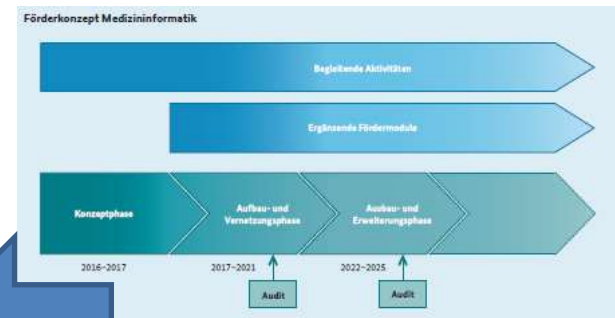 Förderkonzept Medizininformatik
Begleitende Aktivitäten
Ergänzende Fördermodule
Konzeptphase
Aufbau- und
Vernetzungsphase
Ausbau- und
Erweiterungsphase
2016–2017
2017–2021
2022–2025
Audit
Audit